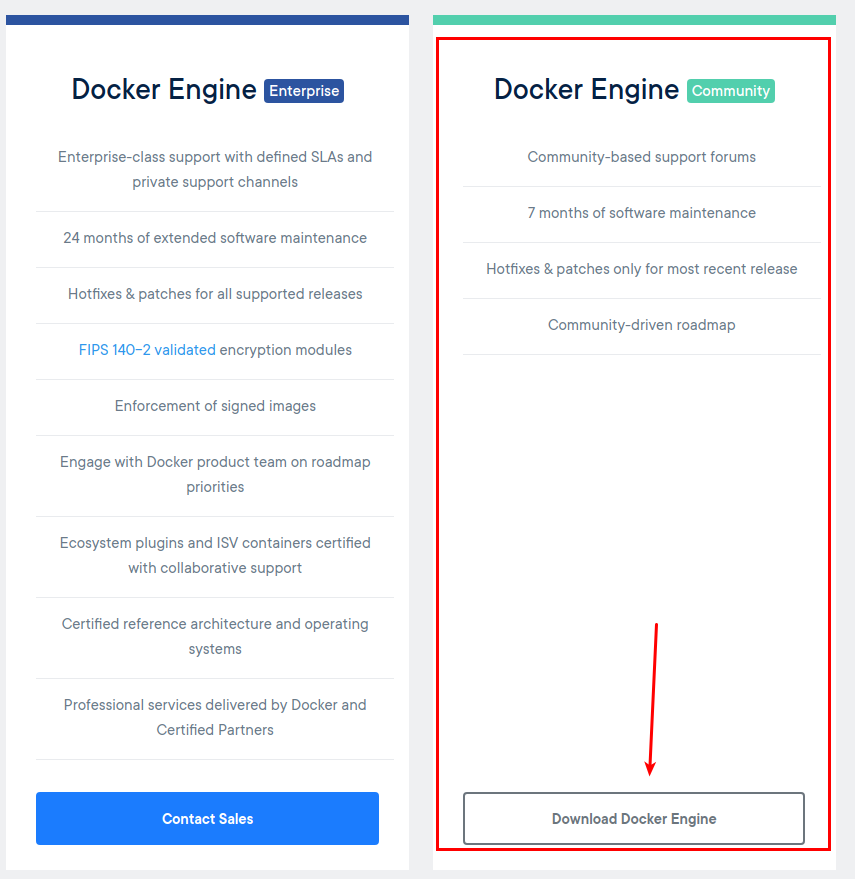 Docker Engine Enterprise
Enterprise-class support with defined SLAs and
private support channels
24 months of extended software maintenance
Hotfixes & patches for all supported releases
FIPS 140-2 validated encryption modules
Enforcement of signed images
Engage with Docker product team on roadmap
priorities
Ecosystem plugins and ISV containers certified
with collaborative support
Certified reference architecture and operating
systems
Professional services delivered by Docker and
Certified Partners
Contact Sales
Docker Engine Community
Community-based support forums
7 months of software maintenance
Hotfixes & patches only for most recent release
Community-driven roadmap
Download Docker Engine